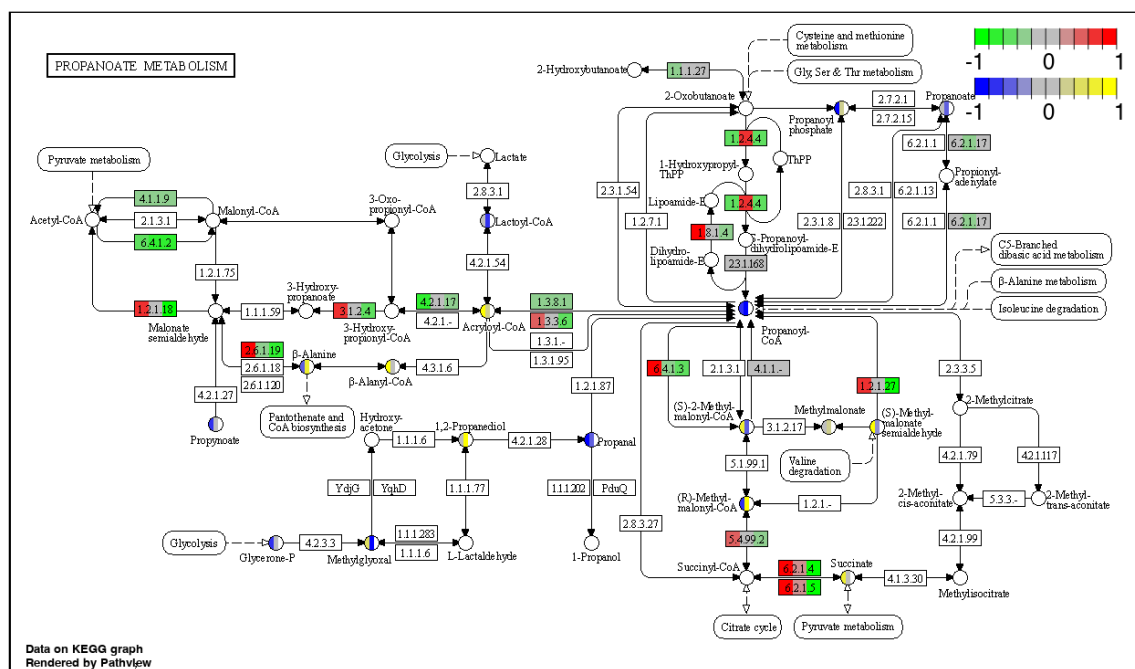 PROPANOATE METABOLISM
Cysteine and methionine
metabolism
Gly, Ser & Thr metabolism
2-Hydroxybutanoate
1.1.1.27
2-Oxobutanoate
-1 0 1
-1 0 1
Propanoyl
phosphate
2.7.2.1
2.7.2.15
Propanoate
Pyruvate metabolism
Glycolysis
Lactate
2.8.3.1
Lactoyl-CoA
4.2.1.54
Acetyl-CoA
4.1.1.9
2.1.3.1
6.4.1.2
Malonyl-CoA
3-Oxo-
propionyl-CoA
1.2.1.75
1.2.1.18
Malonate
semialdehyde
1.1.1.59
3-Hydroxy-
propanoate
3.1.2.4
3-Hydroxy-
propionyl-CoA
4.2.1.17
4.2.1.-
Acryloyl-CoA
1.3.8.1
1.3.3.6
1.3.1.-
1.3.1.95
2.3.1.54
1.2.7.1
1.2.4.4
ThPP
1-Hydroxypropyl-
ThPP
1.2.4.4
Lipoamide-E
1.8.1.4
Dihydro-
lipoamide-E
S-Propanoyl-
dihydrolipoamide-E
2.3.1.168
2.3.1.8
2.3.1.222
2.8.3.1
6.2.1.13
6.2.1.1
6.2.1.17
Propionyl-
adenylate
6.2.1.1
6.2.1.17
C5-Branched
dibasic acid metabolism
β-Alanine metabolism
Isoleucine degradation
Propanoyl-
CoA
2.6.1.19
2.6.1.18
2.6.1.120
β-Alanine
β-Alanyl-CoA
4.3.1.6
4.2.1.27
Propynoate
Pantothenate and
CoA biosynthesis
1.2.1.87
6.4.1.3
2.1.3.1
4.1.1.-
1.2.1.27
2.3.3.5
(S)-2-Methyl-
malonyl-CoA
3.1.2.17
Methylmalonate
(S)-Methyl-
malonate
semialdehyde
2-Methylcitrate
Hydroxy-
acetone
1.1.1.6
1,2-Propanediol
4.2.1.28
Propanal
Valine
degradation
5.1.99.1
4.2.1.79
4.2.1.117
YdjG
YqhD
1.1.1.77
1.1.1.202
PduQ
(R)-Methyl-
malonyl-CoA
1.2.1.-
2-Methyl-
cis-aconitate
5.3.3.-
2-Methyl-
trans-aconitate
2.8.3.27
5.4.99.2
4.2.1.99
Glycolysis
Glycerone-P
4.2.3.3
Methylglyoxal
1.1.1.283
1.1.1.6
L-Lactaldehyde
1-Propanol
Succinyl-CoA
6.2.1.4
6.2.1.5
Succinate
4.1.3.30
Methylisocitrate
Citrate cycle
Pyruvate metabolism
Data on KEGG graph
Rendered by Pathview